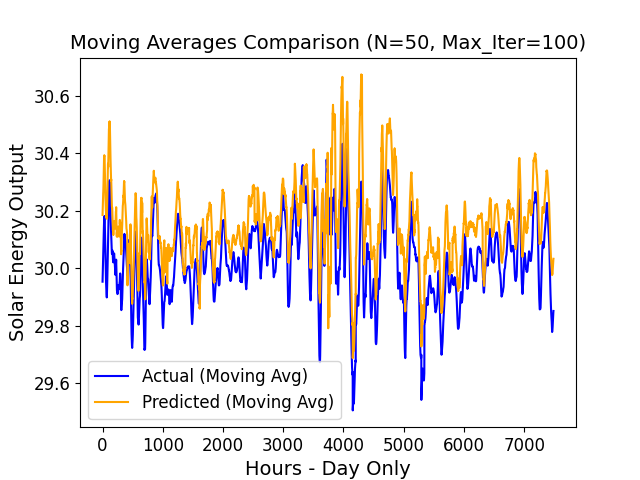 Moving Averages Comparison (N=50, Max_Iter=100)
Solar Energy Output
30.6
30.4
30.2
30.0
29.8
29.6
Actual (Moving Avg)
Predicted (Moving Avg)
0 1000 2000 3000 4000 5000 6000 7000
Hours - Day Only